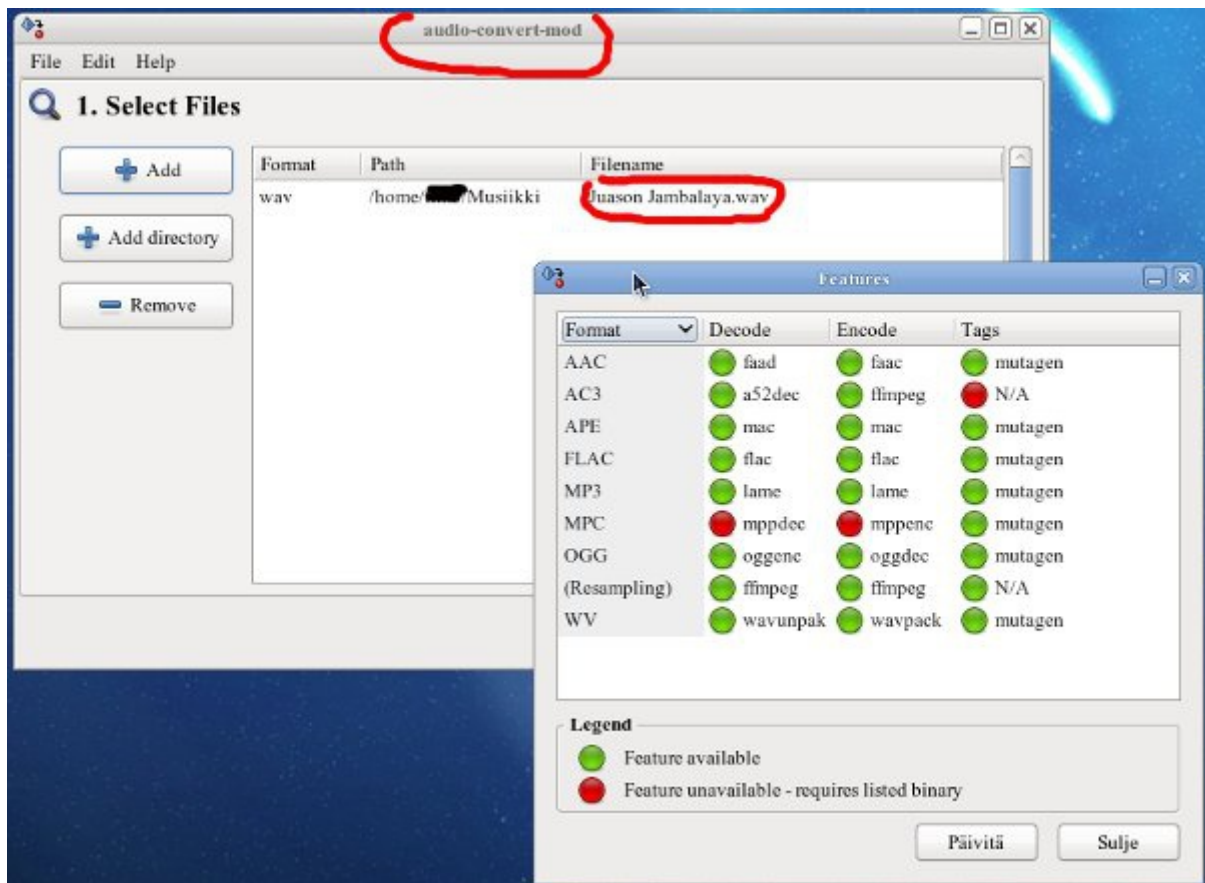 audio-convert-mod
File Edit Help
1. Select Files
Add
Add directory
Remove
Format Path Filename
wav /home/ /Musiikki Juason Jambalaya.wav
Features
Format Decode Encode Tags
AAC faad faac mutagen
AC3 a52dec ffmpeg N/A
APE mac mac mutagen
FLAC flac flac mutagen
MP3 lame lame mutagen
MPC mppdec mppenc mutagen
OGG oggenc oggdec mutagen
(Resampling) ffmpeg ffmpeg N/A
WV wavunpak wavpack mutagen
Legend
Feature available
Feature unavailable - requires listed binary
Päivitä Sulje